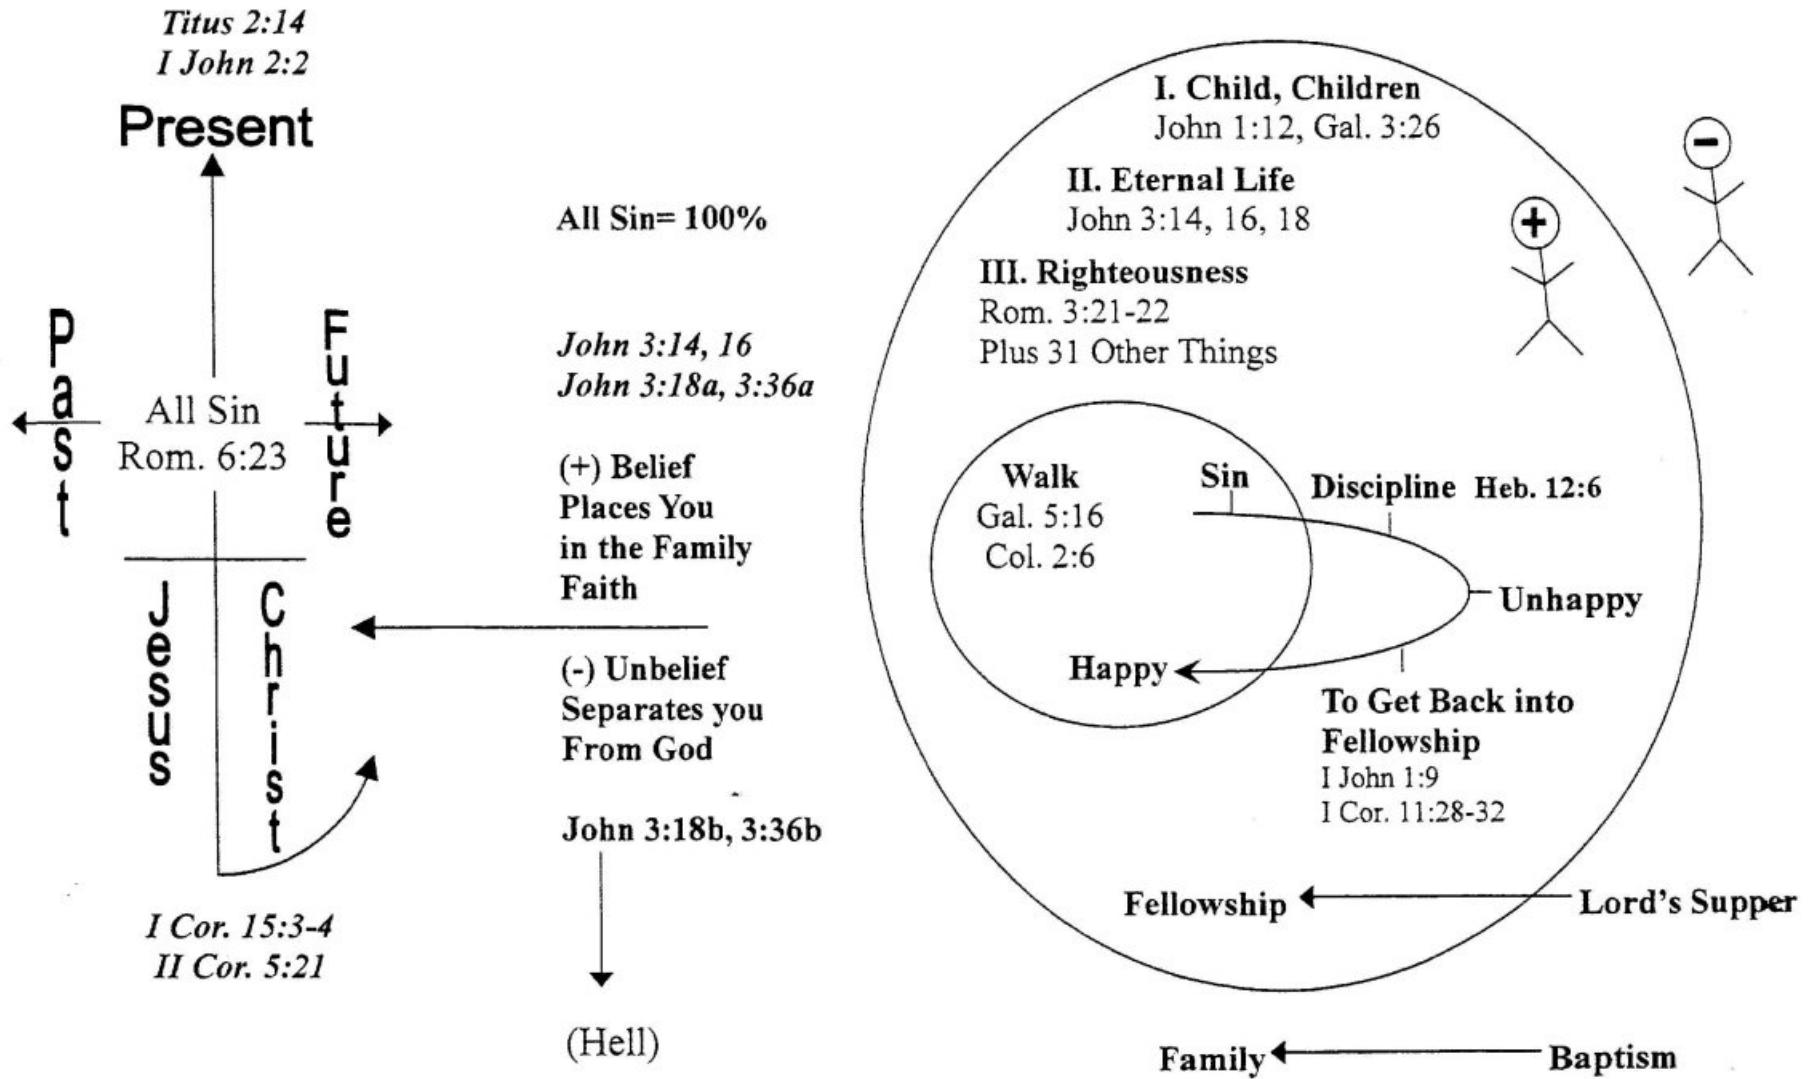 Titus 2:14
I John 2:2
Present
Past
All Sin
Rom. 6:23
Future
Jesus
Christ
I Cor. 15:3-4
II Cor. 5:21
All Sin= 100%
John 3:14, 16
John 3:18a, 3:36a
(+) Belief
Places You
in the Family
Faith
(-) Unbelief
Separates you
From God
John 3:18b, 3:36b
(Hell)
I. Child, Children
John 1:12, Gal. 3:26
II. Eternal Life
John 3:14, 16, 18
III. Righteousness
Rom. 3:21-22
Plus 31 Other Things
+
-
Walk
Gal. 5:16
Col. 2:6
Sin
Discipline Heb. 12:6
Unhappy
Happy
To Get Back into
Fellowship
I John 1:9
I Cor. 11:28-32
Fellowship
Lord's Supper
Family
Baptism